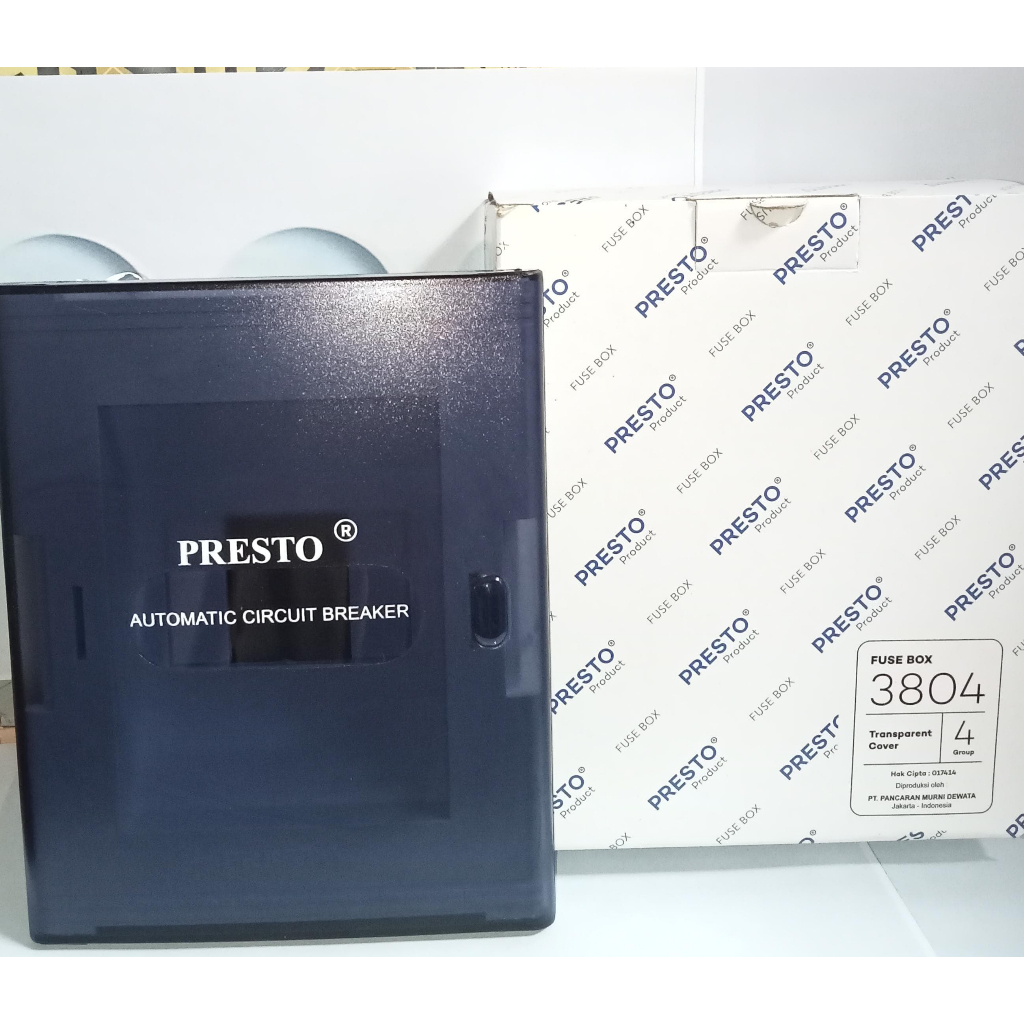 PRESTO ®
AUTOMATIC CIRCUIT BREAKER
PRESTO®
Product
FUSE BOX
FUSE BOX
3804
Transparent
Cover
4
Group
Hak Cipta : 017414
Diproduksi oleh
PT. PANCARAN MURNI DEWATA
Jakarta - Indonesia